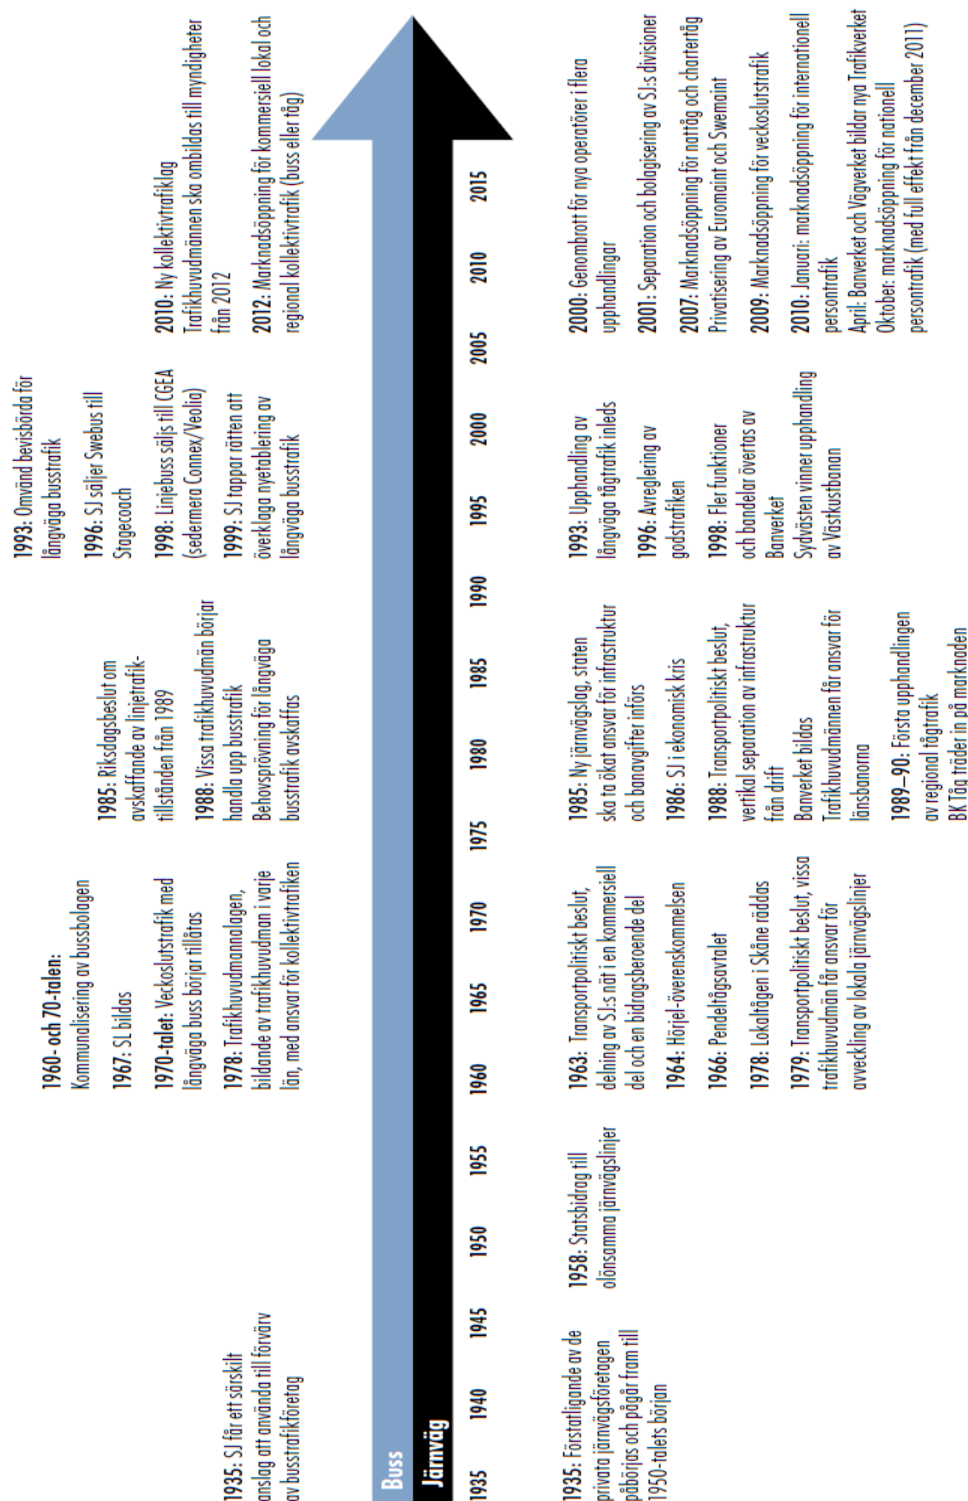 1935: SJ får ett särskilt
anslag att använda till förvärv
av busstrafikföretag
1960- och 70-talen:
Kommunalisering av bussbolagen
1967: SL bildas
1970-talet: Veckoslutstrafik med
långväga buss börjar tillåtas
1978: Trafikhuvudmannalagen,
bildande av trafikhuvudman i varje
län, med ansvar för kollektivtrafiken
1985: Riksdagsbeslut om
avskaffande av linjetrafik-
tillstånden från 1989
1988: Vissa trafikhuvudmän börjar
handla upp busstrafik
Behovsprövning för långväga
busstrafik avskaffas
1993: Omvänd bevisbörda för
långväga busstrafik
1996: SJ säljer Swebus till
Stagecoach
1998: Linjebuss säljs till CGEA
(sedermera Connex/Veolia)
1999: SJ tappar rätten att
överklaga nyetablering av
långväga busstrafik
2010: Ny kollektivtrafiklag
Trafikhuvudmännen ska ombildas till myndigheter
från 2012
2012: Marknadsöppning för kommersiell lokal och
regional kollektivtrafik (buss eller tåg)
Buss
Järnväg
1935 1940 1945 1950 1955 1960 1965 1970 1975 1980 1985 1990 1995 2000 2005 2010 2015
1935: Förstatligande av de
privata järnvägsföretagen
påbörjas och pågår fram till
1950-talets början
1958: Statsbidrag till
olönsamma järnvägslinjer
1963: Transportpolitiskt beslut,
delning av SJ:s nät i en kommersiell
del och en bidragsberoende del
1964: Hörjel-överenskommelsen
1966: Pendeltågsavtalet
1978: Lokaltågen i Skåne räddas
1979: Transportpolitiskt beslut, vissa
trafikhuvudmän får ansvar för
avveckling av lokala järnvägslinjer
1985: Ny järnvägslag, staten
ska ta ökat ansvar för infrastruktur
och banavgifter införs
1986: SJ i ekonomisk kris
1988: Transportpolitiskt beslut,
vertikal separation av infrastruktur
från drift
Banverket bildas
Trafikhuvudmännen får ansvar för
länsbanorna
1989–90: Första upphandlingen
av regional tågtrafik
BK Tåg träder in på marknaden
1993: Upphandling av
långväga tågtrafik inleds
1996: Avreglering av
godstrafiken
1998: Fler funktioner
och bandelar övertas av
Banverket
Sydvästen vinner upphandling
av Västkustbanan
2000: Genombrott för nya operatörer i flera
upphandlingar
2001: Separation och bolagisering av SJ:s divisioner
2007: Marknadsöppning för nattåg och chartertåg
Privatisering av Euromaint och Swemaint
2009: Marknadsöppning för veckoslutstrafik
2010: Januari: marknadsöppning för internationell
persontrafik
April: Banverket och Vägverket bildar nya Trafikverket
Oktober: marknadsöppning för nationell
persontrafik (med full effekt från december 2011)